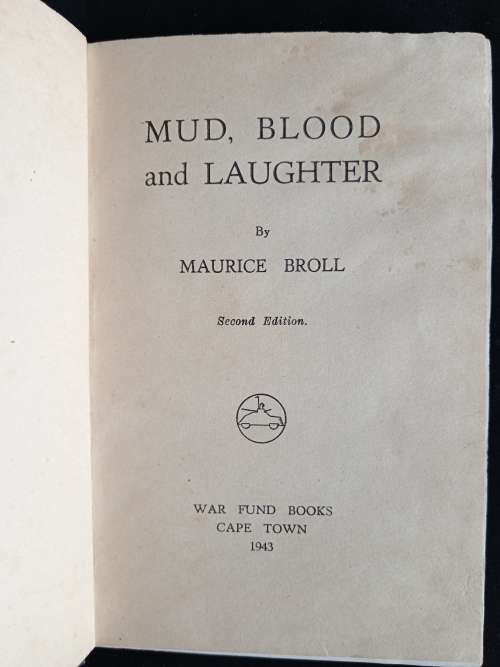 MUD, BLOOD
and LAUGHTER
By
MAURICE BROLL
Second Edition.
WAR FUND BOOKS
CAPE TOWN
1943